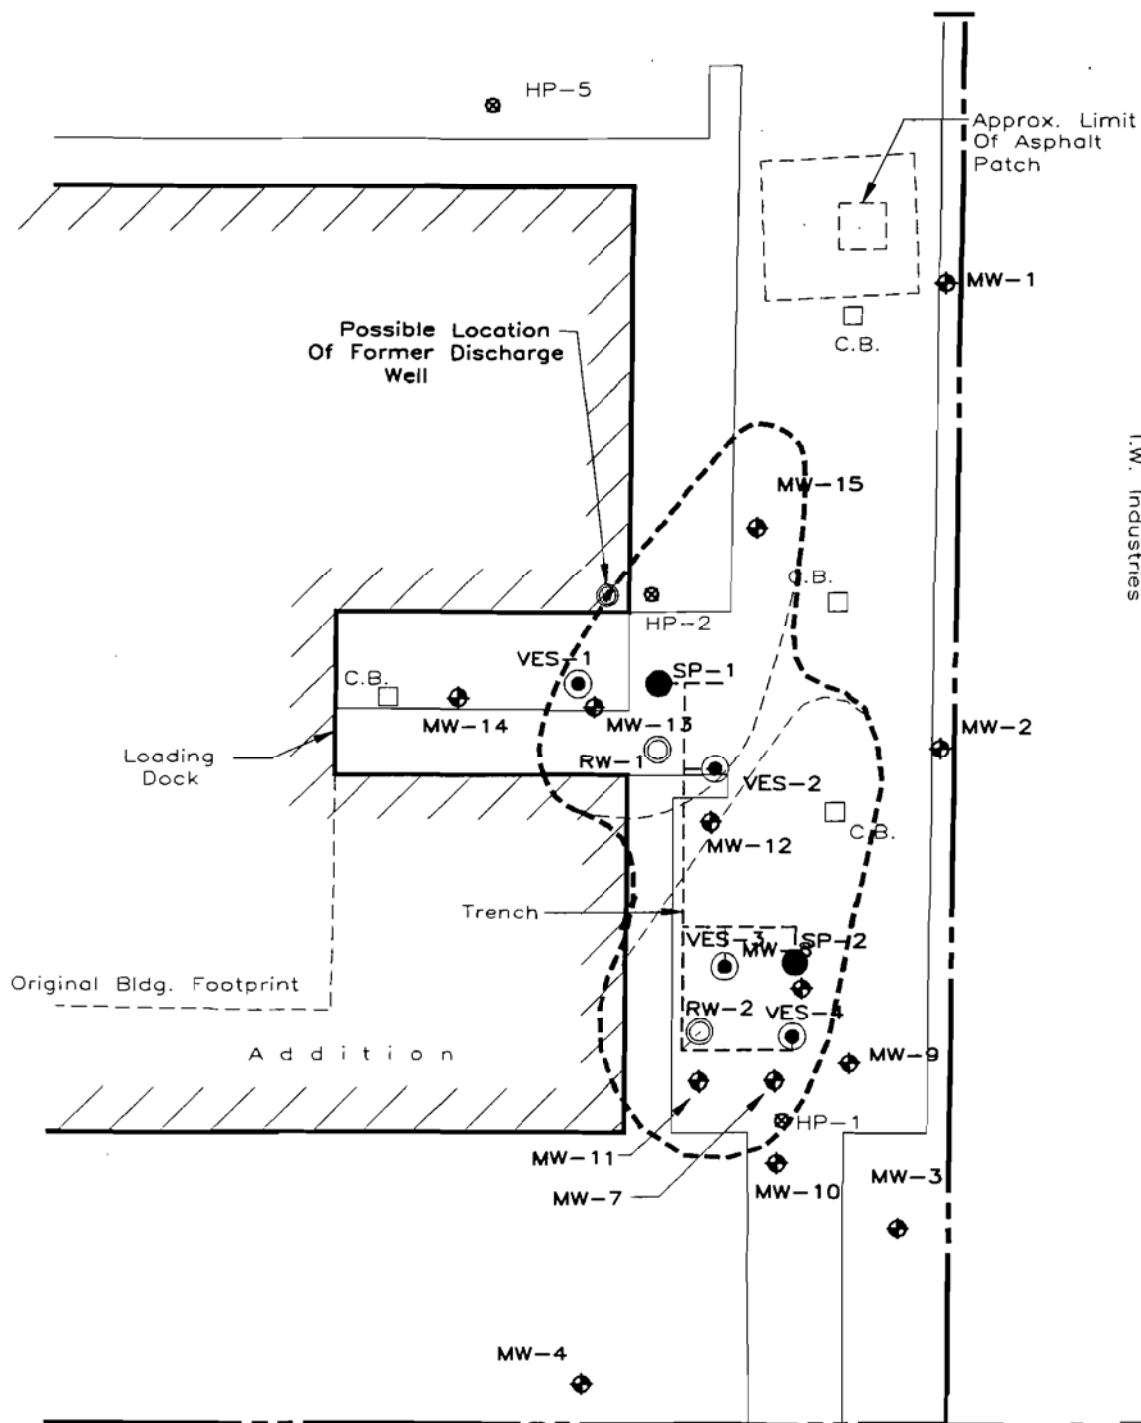 HP-5
Approx. Limit
Of Asphalt
Patch
MW-1
C.B.
Possible Location
Of Former Discharge
Well
T.W. Industries
MW-15
C.B.
HP-2
VES-1
SP-1
C.B.
MW-14
MW-13
MW-2
RW-1
Loading
Dock
VES-2
C.B.
MW-12
Trench
VES-3
MW-8
SP-2
Original Bldg. Footprint
RW-2
VES-4
Addition
MW-9
HP-1
MW-11
MW-7
MW-10
MW-3
MW-4